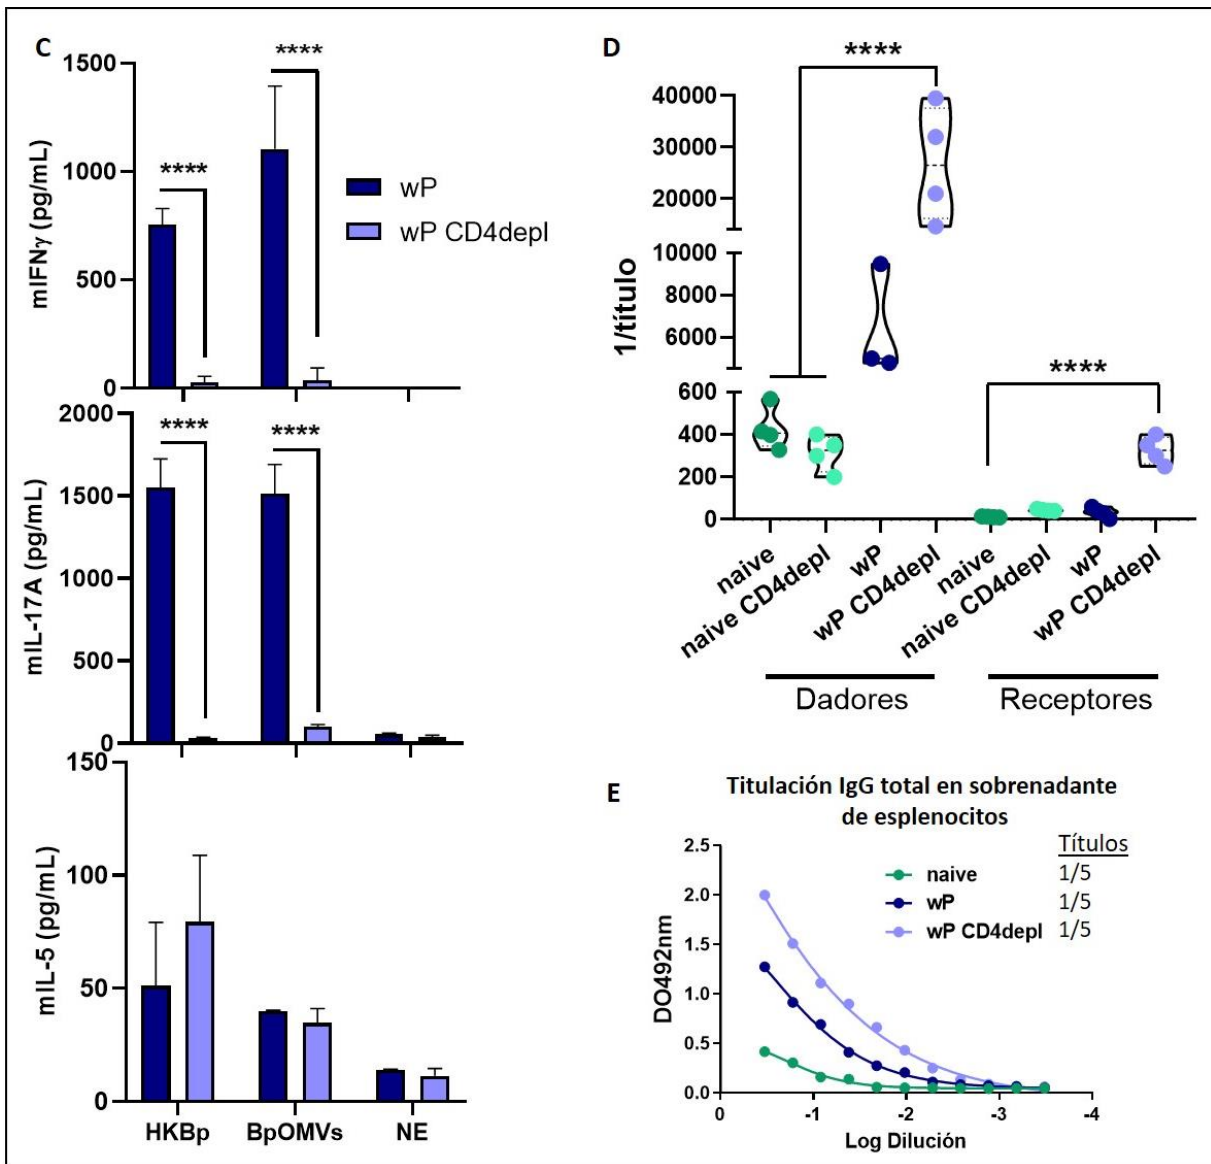 C
mIFNγ (pg/mL)
1500
1000
500
0
****
****
wP
wP CD4depl
mIL-17A (pg/mL)
2000
1500
1000
500
0
****
****
mIL-5 (pg/mL)
150
100
50
0
HKBp BpOMVs NE
D
1/título
40000
30000
20000
10000
8000
6000
600
400
200
0
****
****
naive
naive CD4depl
wP
wP CD4depl
naive
naive CD4depl
wP
wP CD4depl
Dadores Receptores
E
Titulación IgG total en sobrenadante
de esplenocitos
Títulos
naive 1/5
wP 1/5
wP CD4depl 1/5
DO492nm
2.5
2.0
1.5
1.0
0.5
0.0
0 -1 -2 -3 -4
Log Dilución